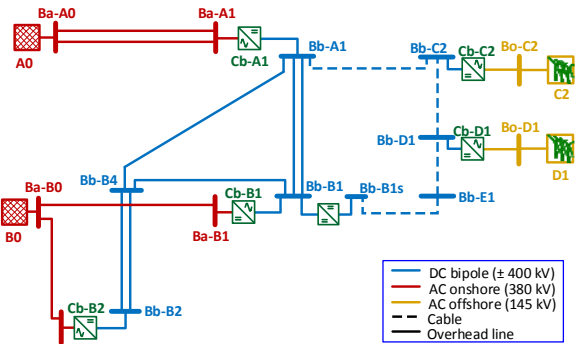 Ba-A0
Ba-A1
A0
Cb-A1
Bb-A1
Bb-C2
Cb-C2
Bo-C2
C2
Bb-D1
Cb-D1
Bo-D1
D1
Bb-B4
Ba-B0
B0
Cb-B1
Ba-B1
Bb-B1
Bb-B1s
Bb-E1
Cb-B2
Bb-B2
DC bipole (± 400 kV)
AC onshore (380 kV)
AC offshore (145 kV)
Cable
Overhead line